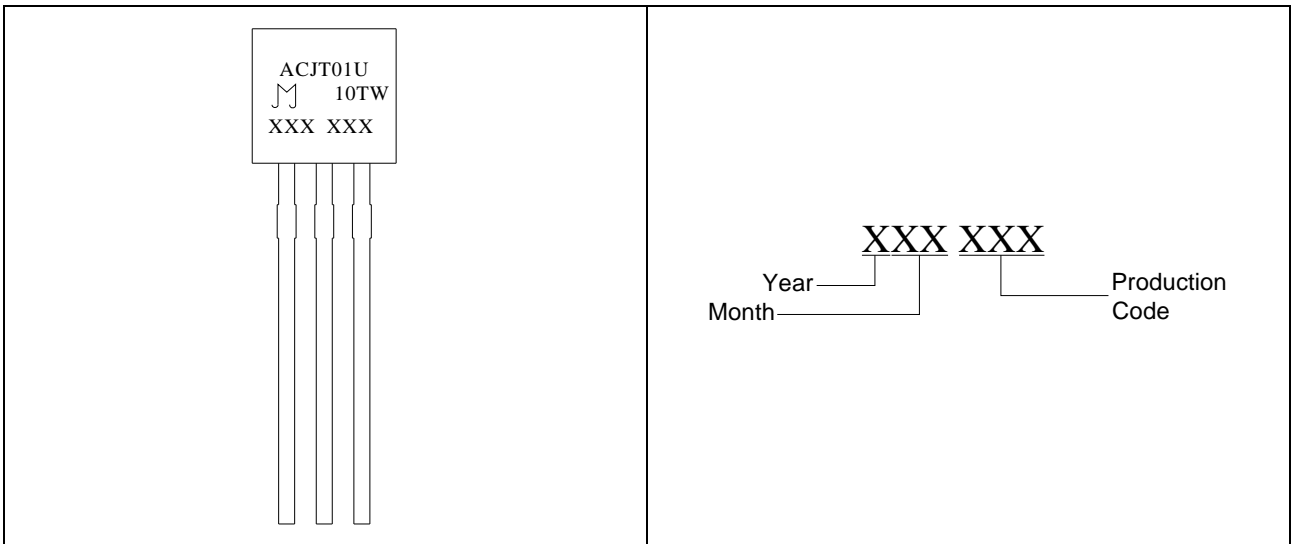 ACJT01U
10TW
XXX XXX
XXX XXX
Year
Month
Production
Code